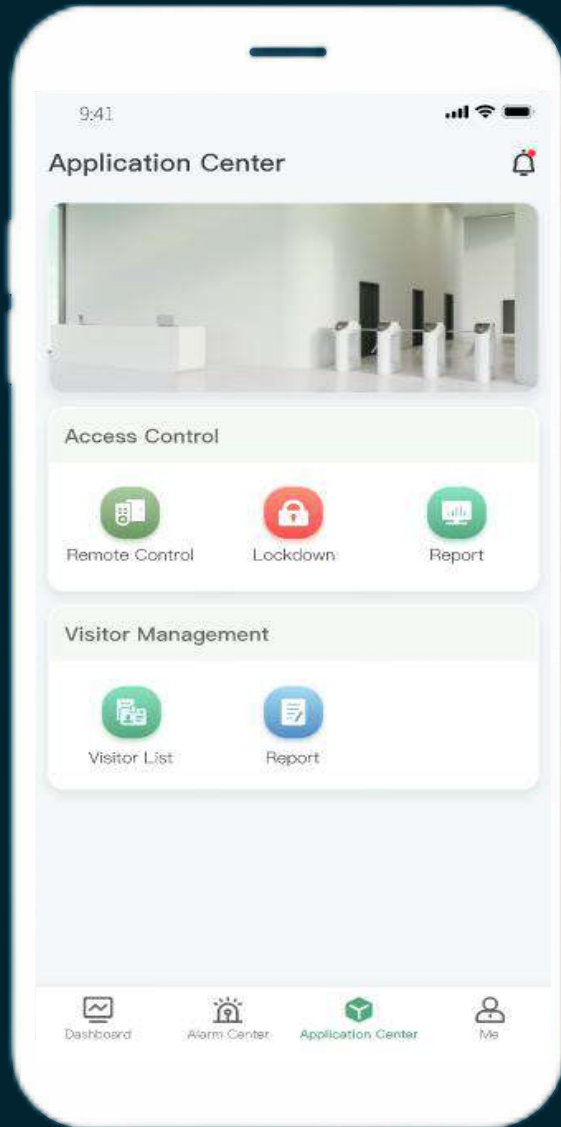 9:41
Application Center
Access Control
Remote Control Lockdown Report
Visitor Management
Visitor List Report
Dashboard Alarm Center Application Center Me